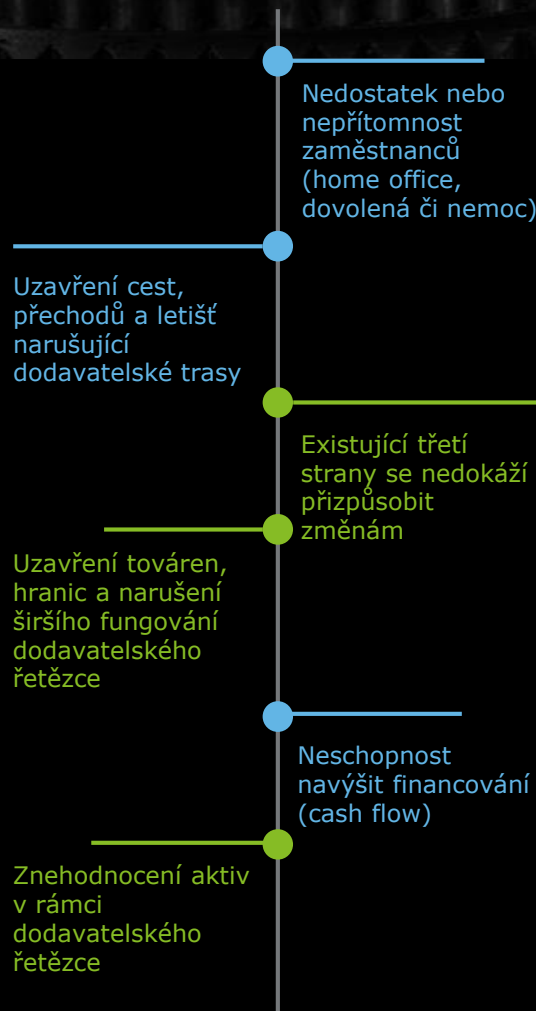 Nedostatek nebo
nepřítomnost
zaměstnanců
(home office,
dovolená či nemoc)
Uzavření cest,
přechodů a letišť
narušující
dodavatelské trasy
Existující třetí
strany se nedokáží
přizpůsobit
změnám
Uzavření továren,
hranic a narušení
širšího fungování
dodavatelského
řetězce
Neschopnost
navýšit financování
(cash flow)
Znehodnocení aktiv
v rámci
dodavatelského
řetězce